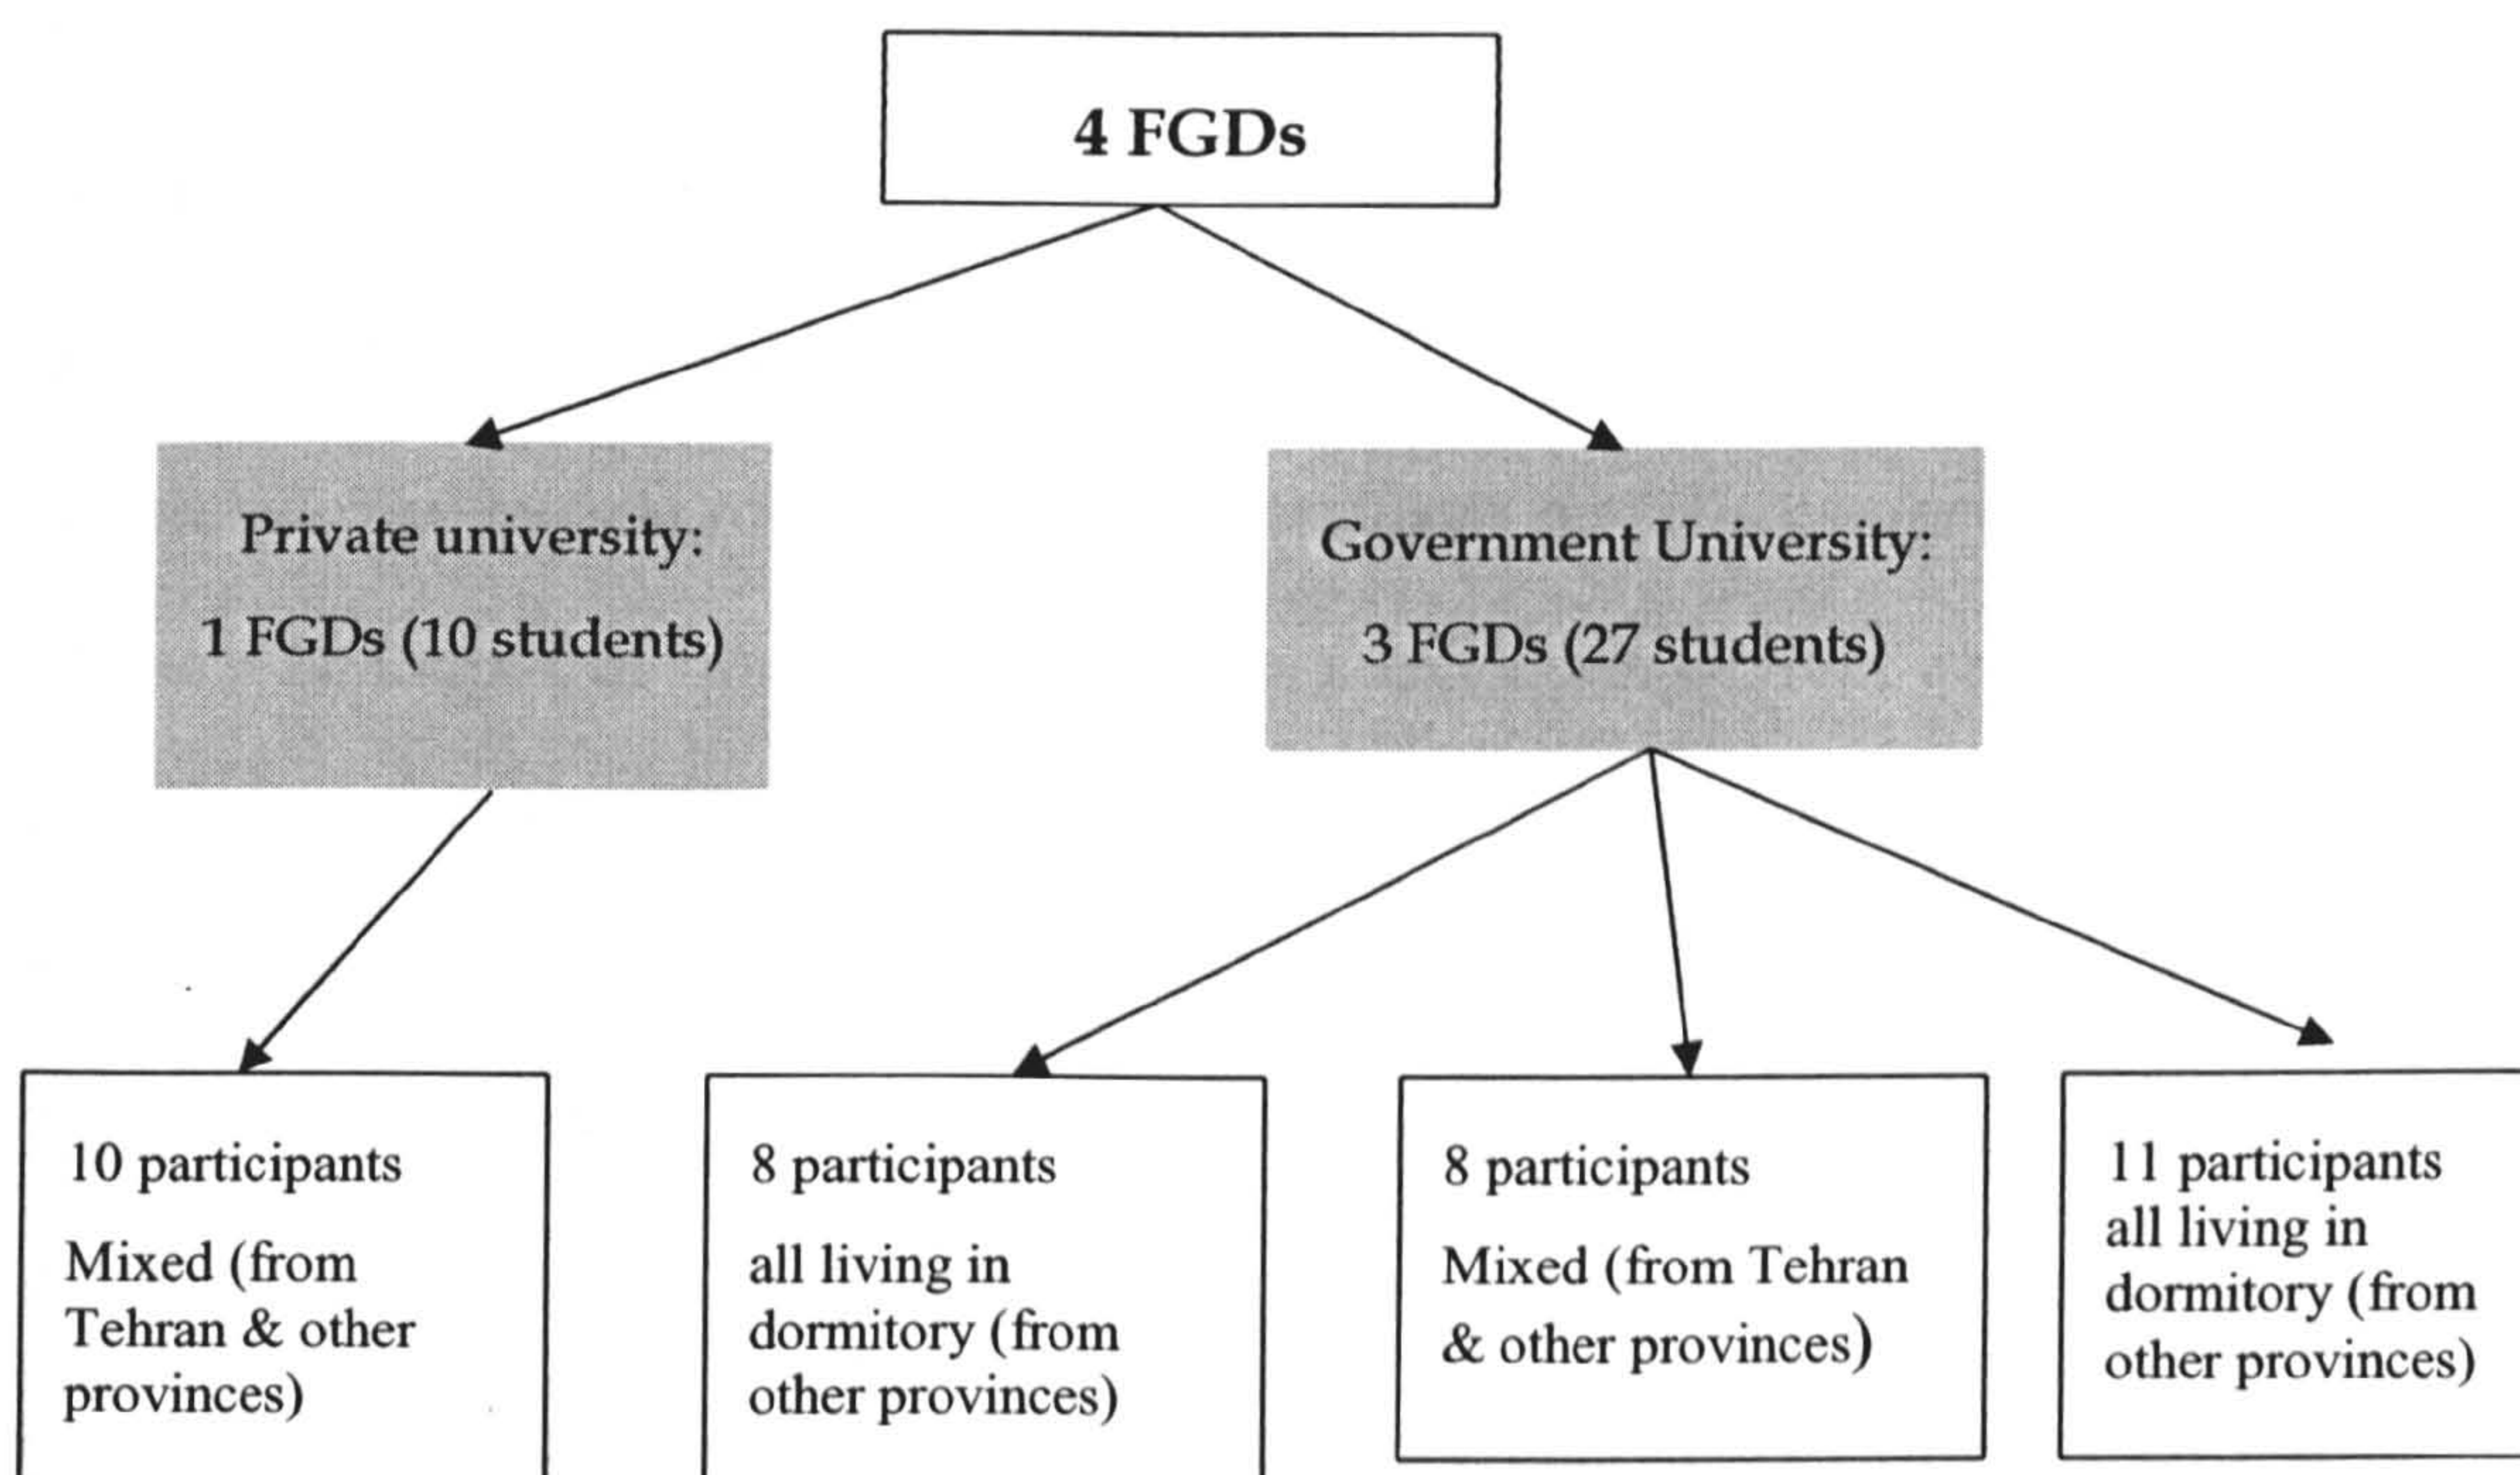 4 FGDs
Private university:
1 FGDs (10 students)
Government University:
3 FGDs (27 students)
10 participants
Mixed (from
Tehran & other
provinces)
8 participants
all living in
dormitory (from
other provinces)
8 participants
Mixed (from Tehran
& other provinces)
11 participants
all living in
dormitory (from
other provinces)